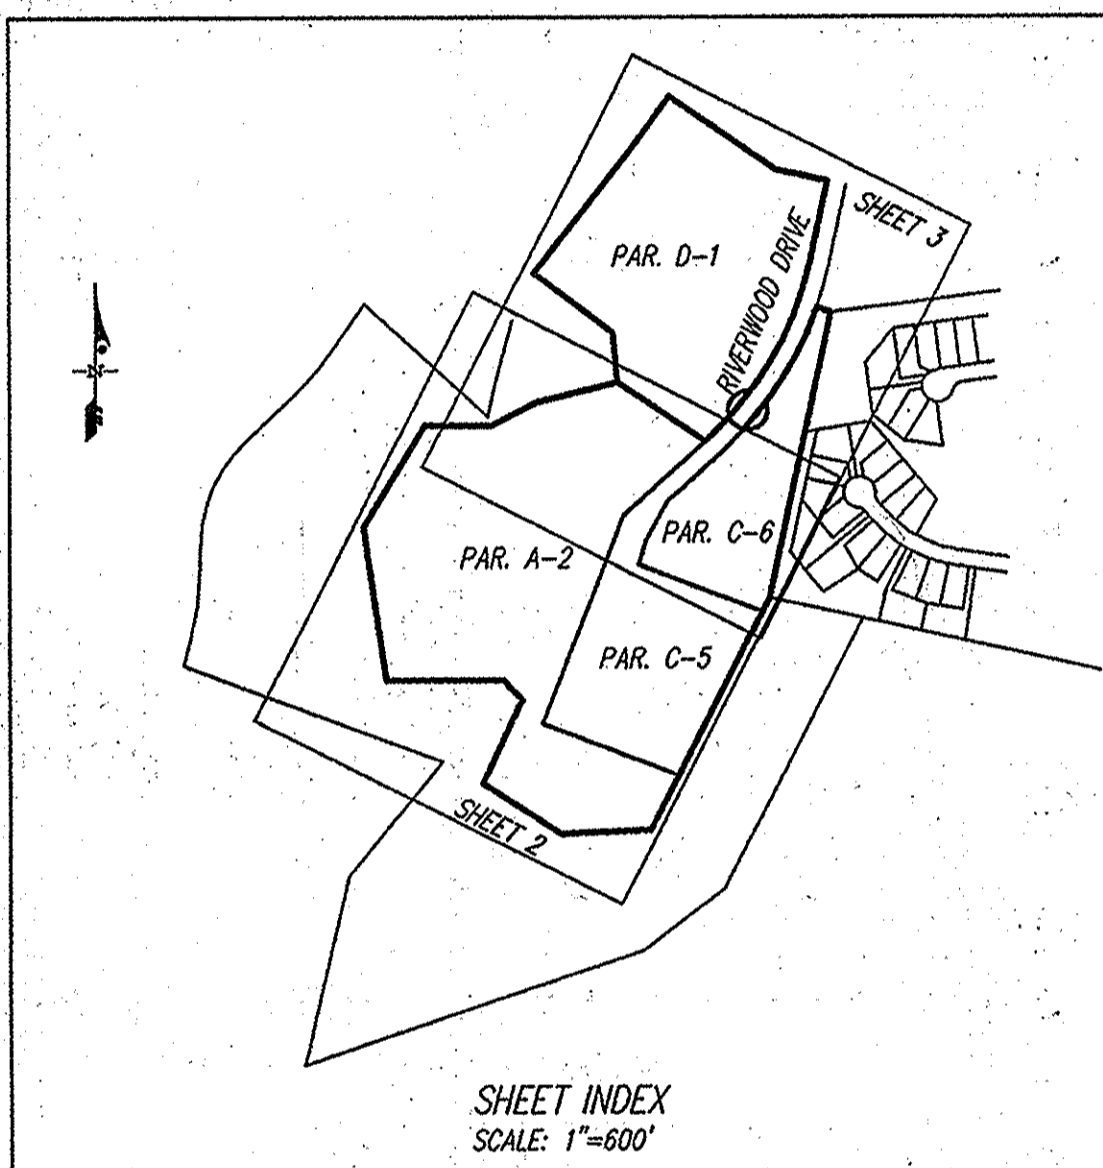 SHEET 3
PAR. D-1
RIVERWOOD DRIVE
PAR. C-6
PAR. A-2
PAR. C-5
SHEET 2
SHEET INDEX
SCALE: 1"=600'